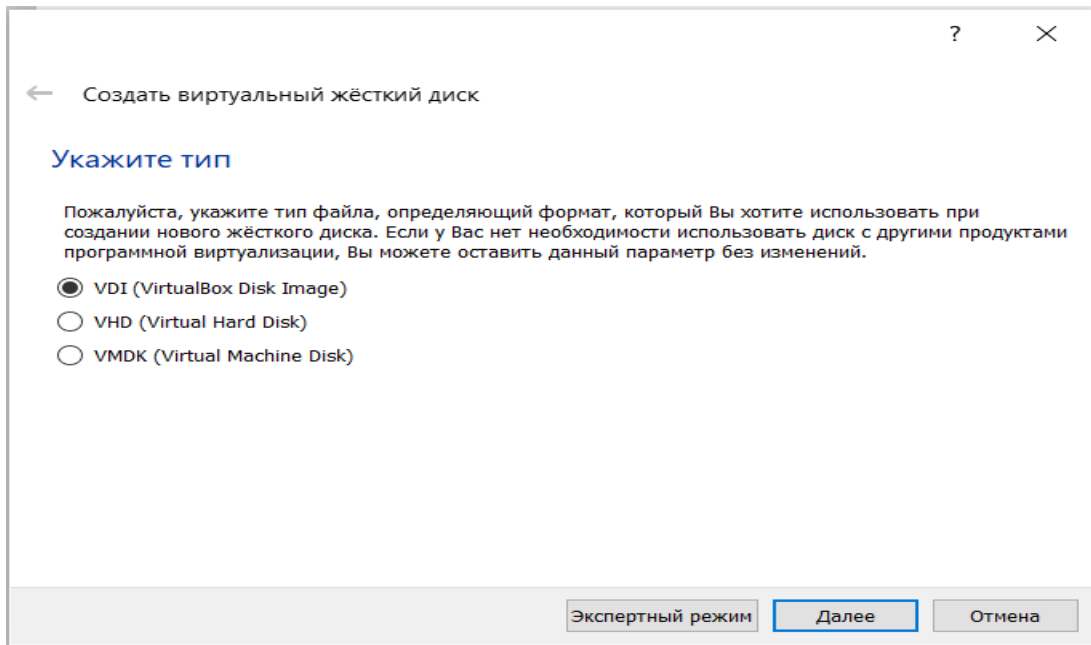 ?
Создать виртуальный жёсткий диск
Укажите тип
Пожалуйста, укажите тип файла, определяющий формат, который Вы хотите использовать при
создании нового жёсткого диска. Если у Вас нет необходимости использовать диск с другими продуктами
программной виртуализации, Вы можете оставить данный параметр без изменений.
VDI (VirtualBox Disk Image)
VHD (Virtual Hard Disk)
VMDK (Virtual Machine Disk)
Экспертный режим Далее Отмена